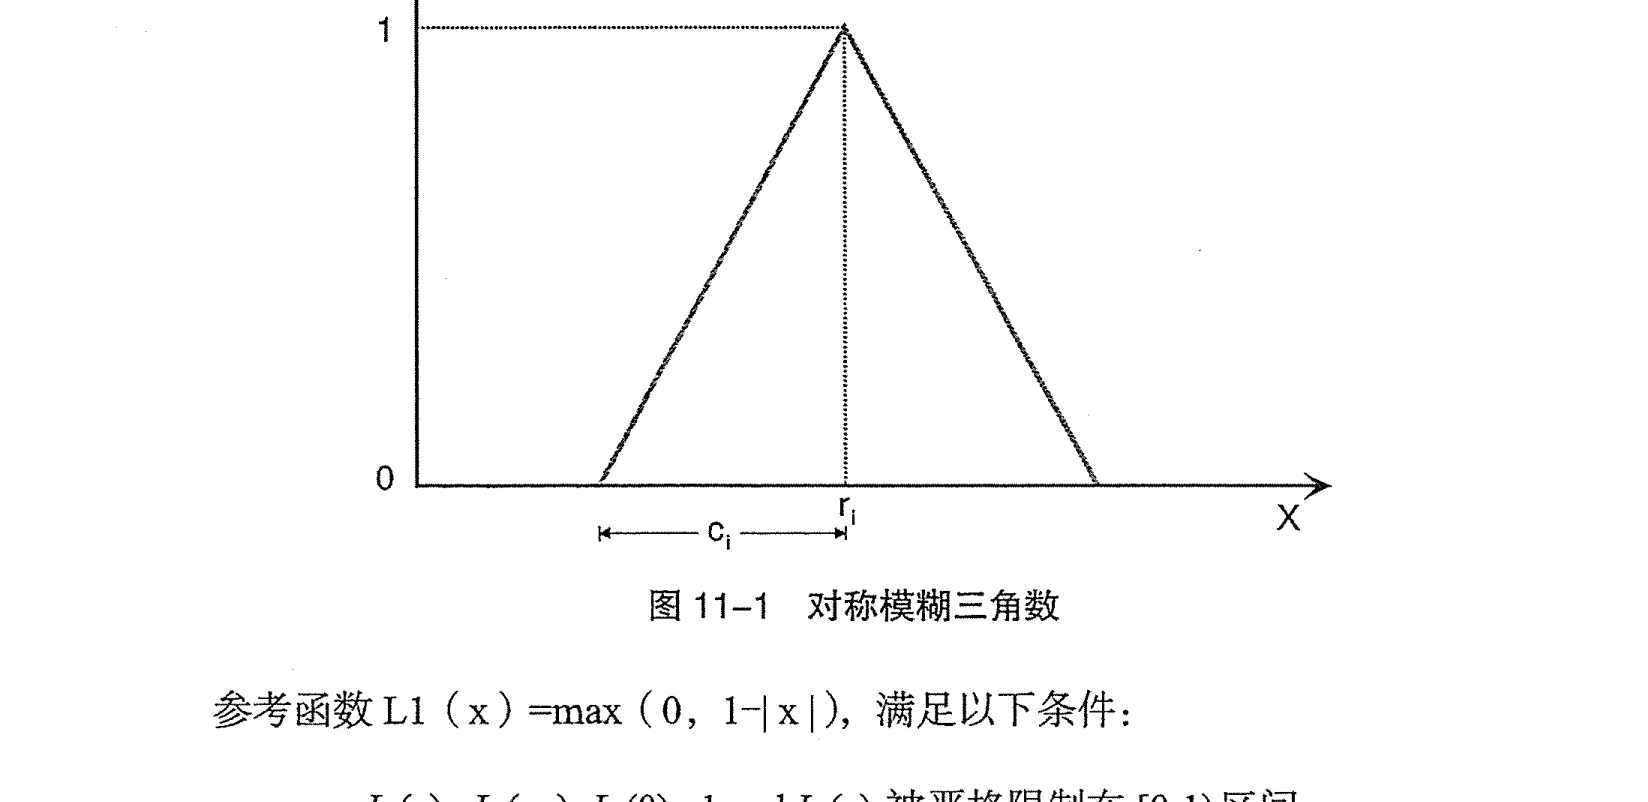 1
0
r_i
c_i
X
图 11-1 对称模糊三角数
参考函数 L1（x）=max（0，1-| x |），满足以下条件：